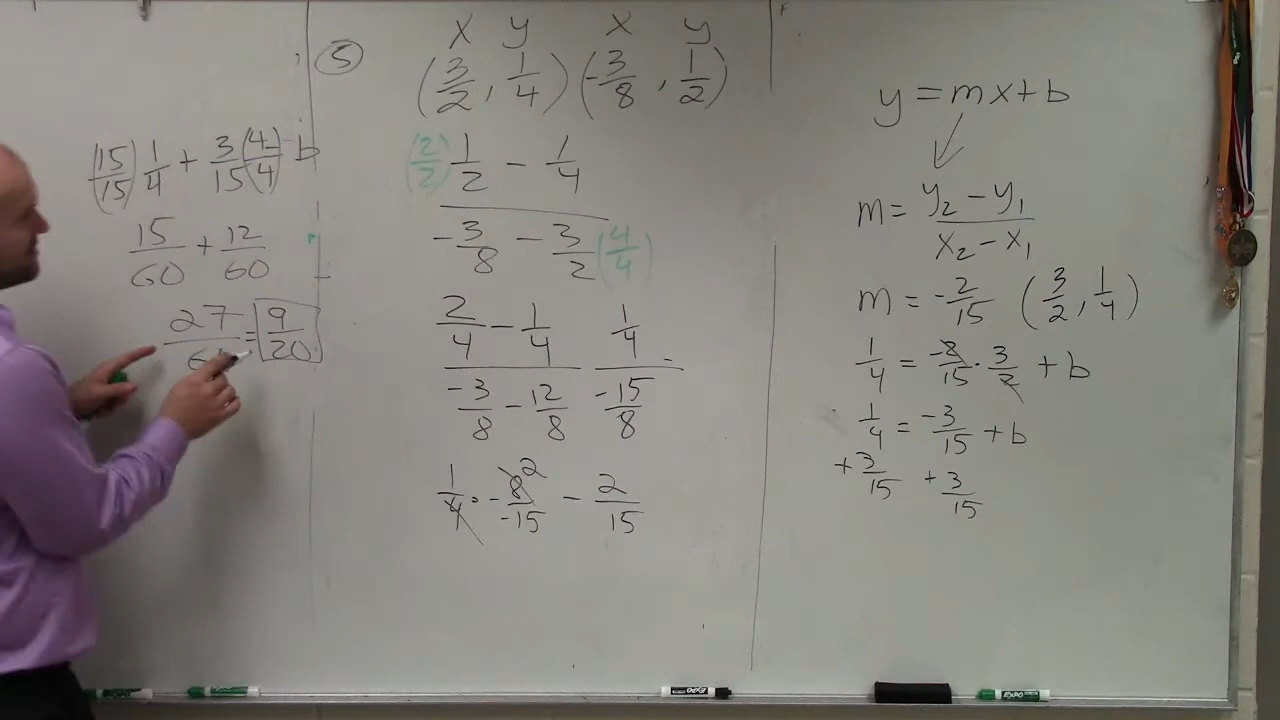 (15/15) 1/4 + 3/15 (4/4) = b
15/60 + 12/60
27/6 = 9/20
5
x y x y
(3/2, 1/4) (-3/8, 1/2)
(2/2) 1/2 - 1/4
-3/8 - 3/2 (4/4)
2/4 - 1/4 1/4
-3/8 - 12/8 -15/8
1/4 · -8/-15 2 - 2/15
y = mx+b
m = y₂ - y₁ / x₂ - x₁
m = -2/15 (3/2, 1/4)
1/4 = -2/15 · 3/2 + b
1/4 = -3/15 + b
+3/15 +3/15
EXPO
EXPO